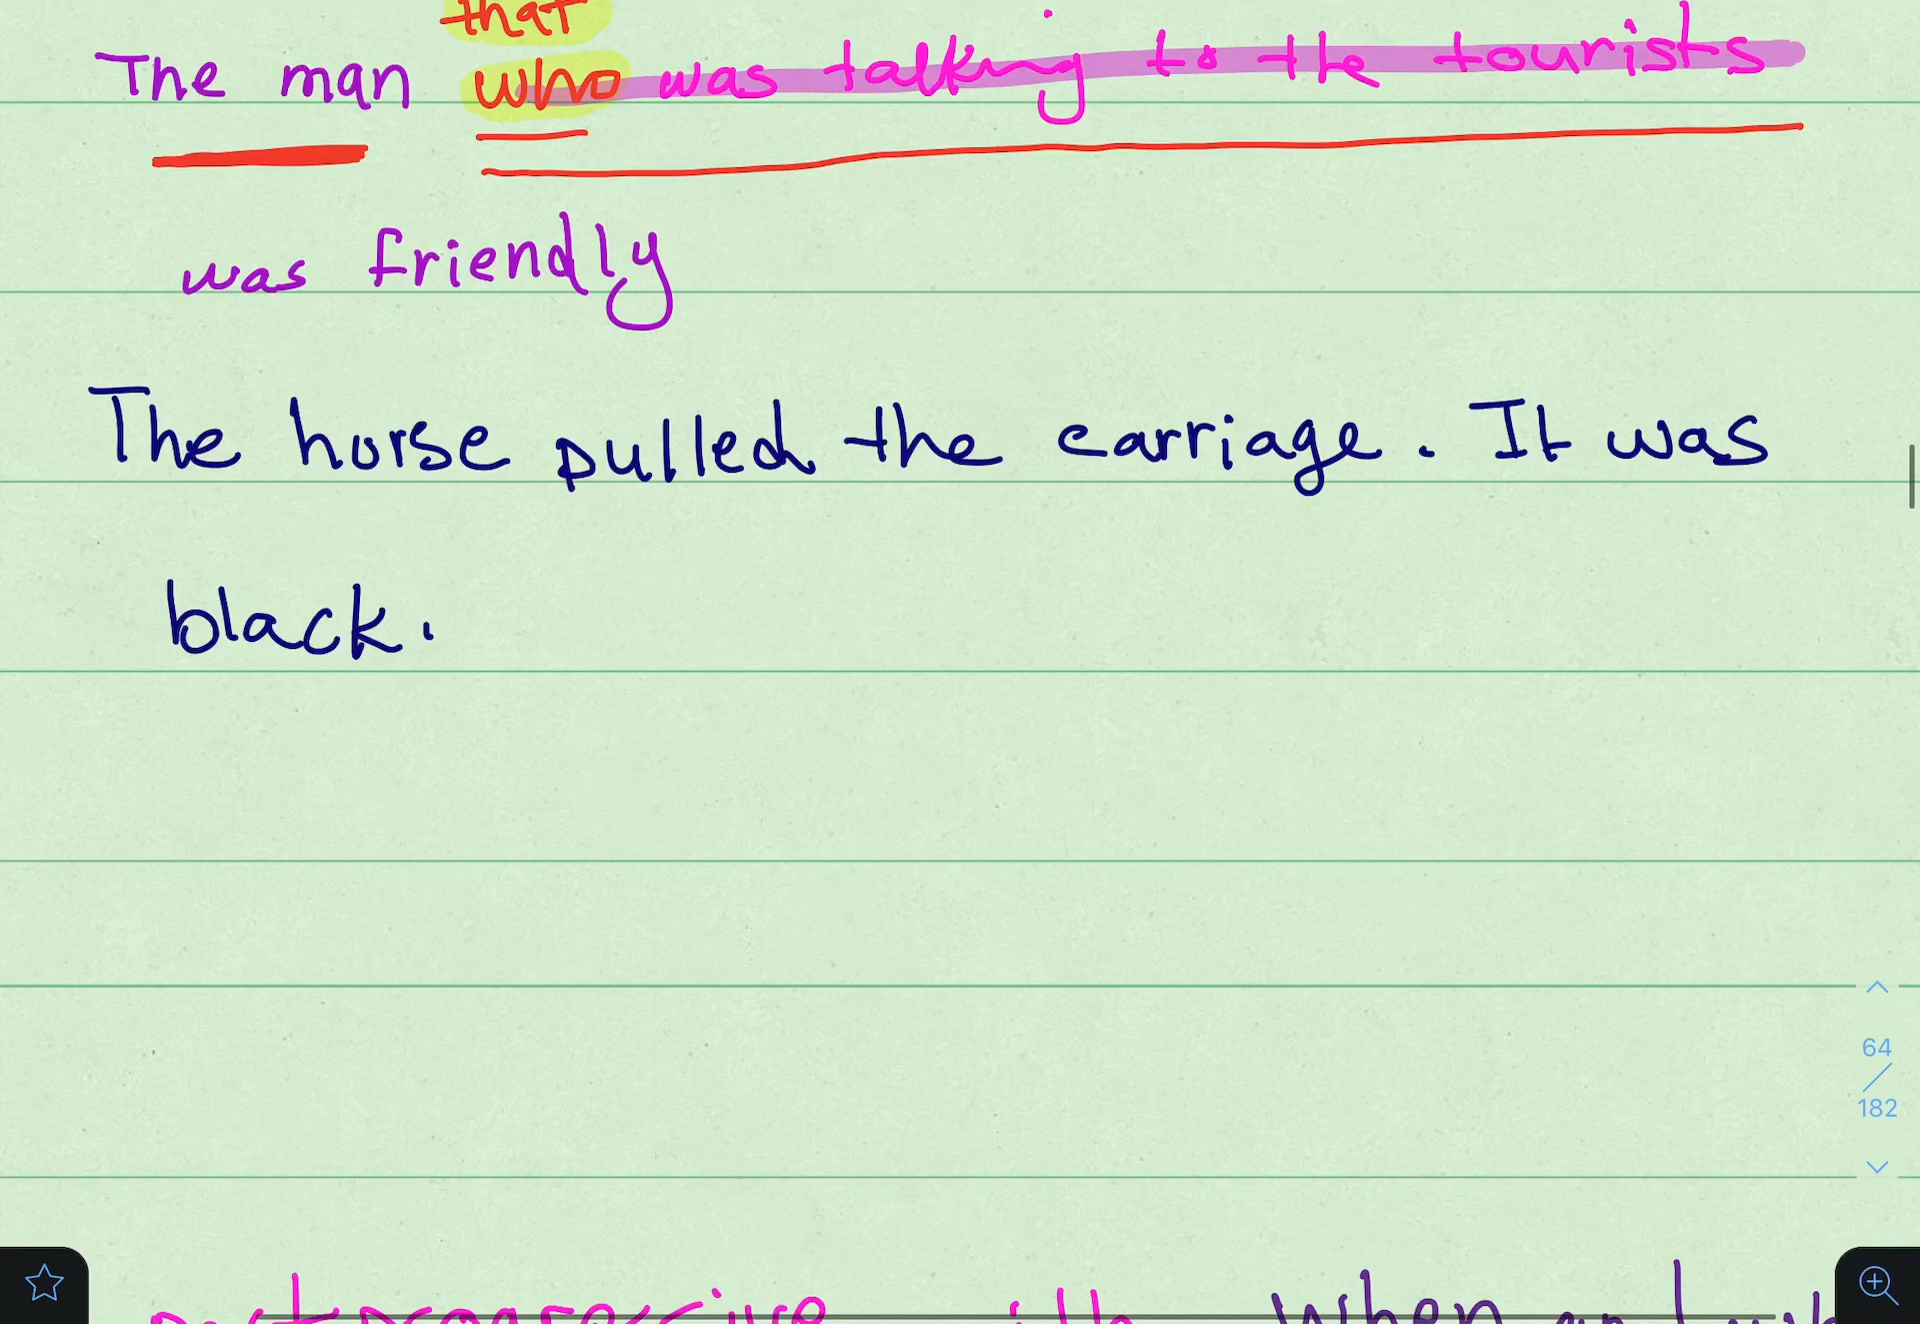 that
The man who was talking to the tourists
was friendly
The horse pulled the carriage. It was
black.
64
/
182
when